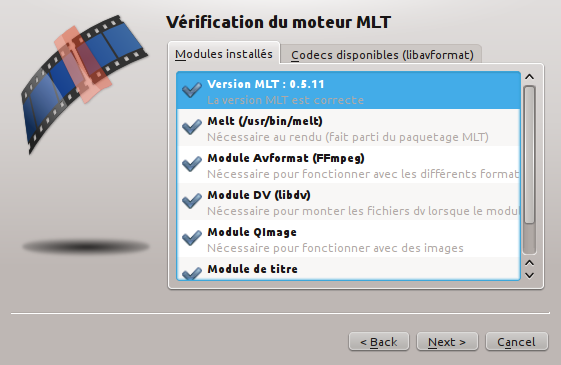 Vérification du moteur MLT
Modules installés
Codecs disponibles (libavformat)
Version MLT : 0.5.11
La version MLT est correcte
Melt (/usr/bin/melt)
Nécessaire au rendu (fait parti du paquetage MLT)
Module Avformat (FFmpeg)
Nécessaire pour fonctionner avec les différents format
Module DV (libdv)
Nécessaire pour monter les fichiers dv lorsque le modul
Module QImage
Nécessaire pour fonctionner avec des images
Module de titre
< Back
Next >
Cancel